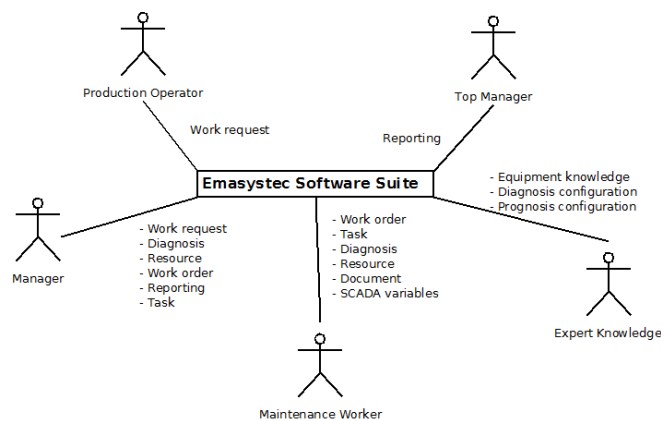 Production Operator
Top Manager
Work request
Reporting
Emasystec Software Suite
- Equipment knowledge
- Diagnosis configuration
- Prognosis configuration
Manager
- Work request
- Diagnosis
- Resource
- Work order
- Reporting
- Task
- Work order
- Task
- Diagnosis
- Resource
- Document
- SCADA variables
Expert Knowledge
Maintenance Worker